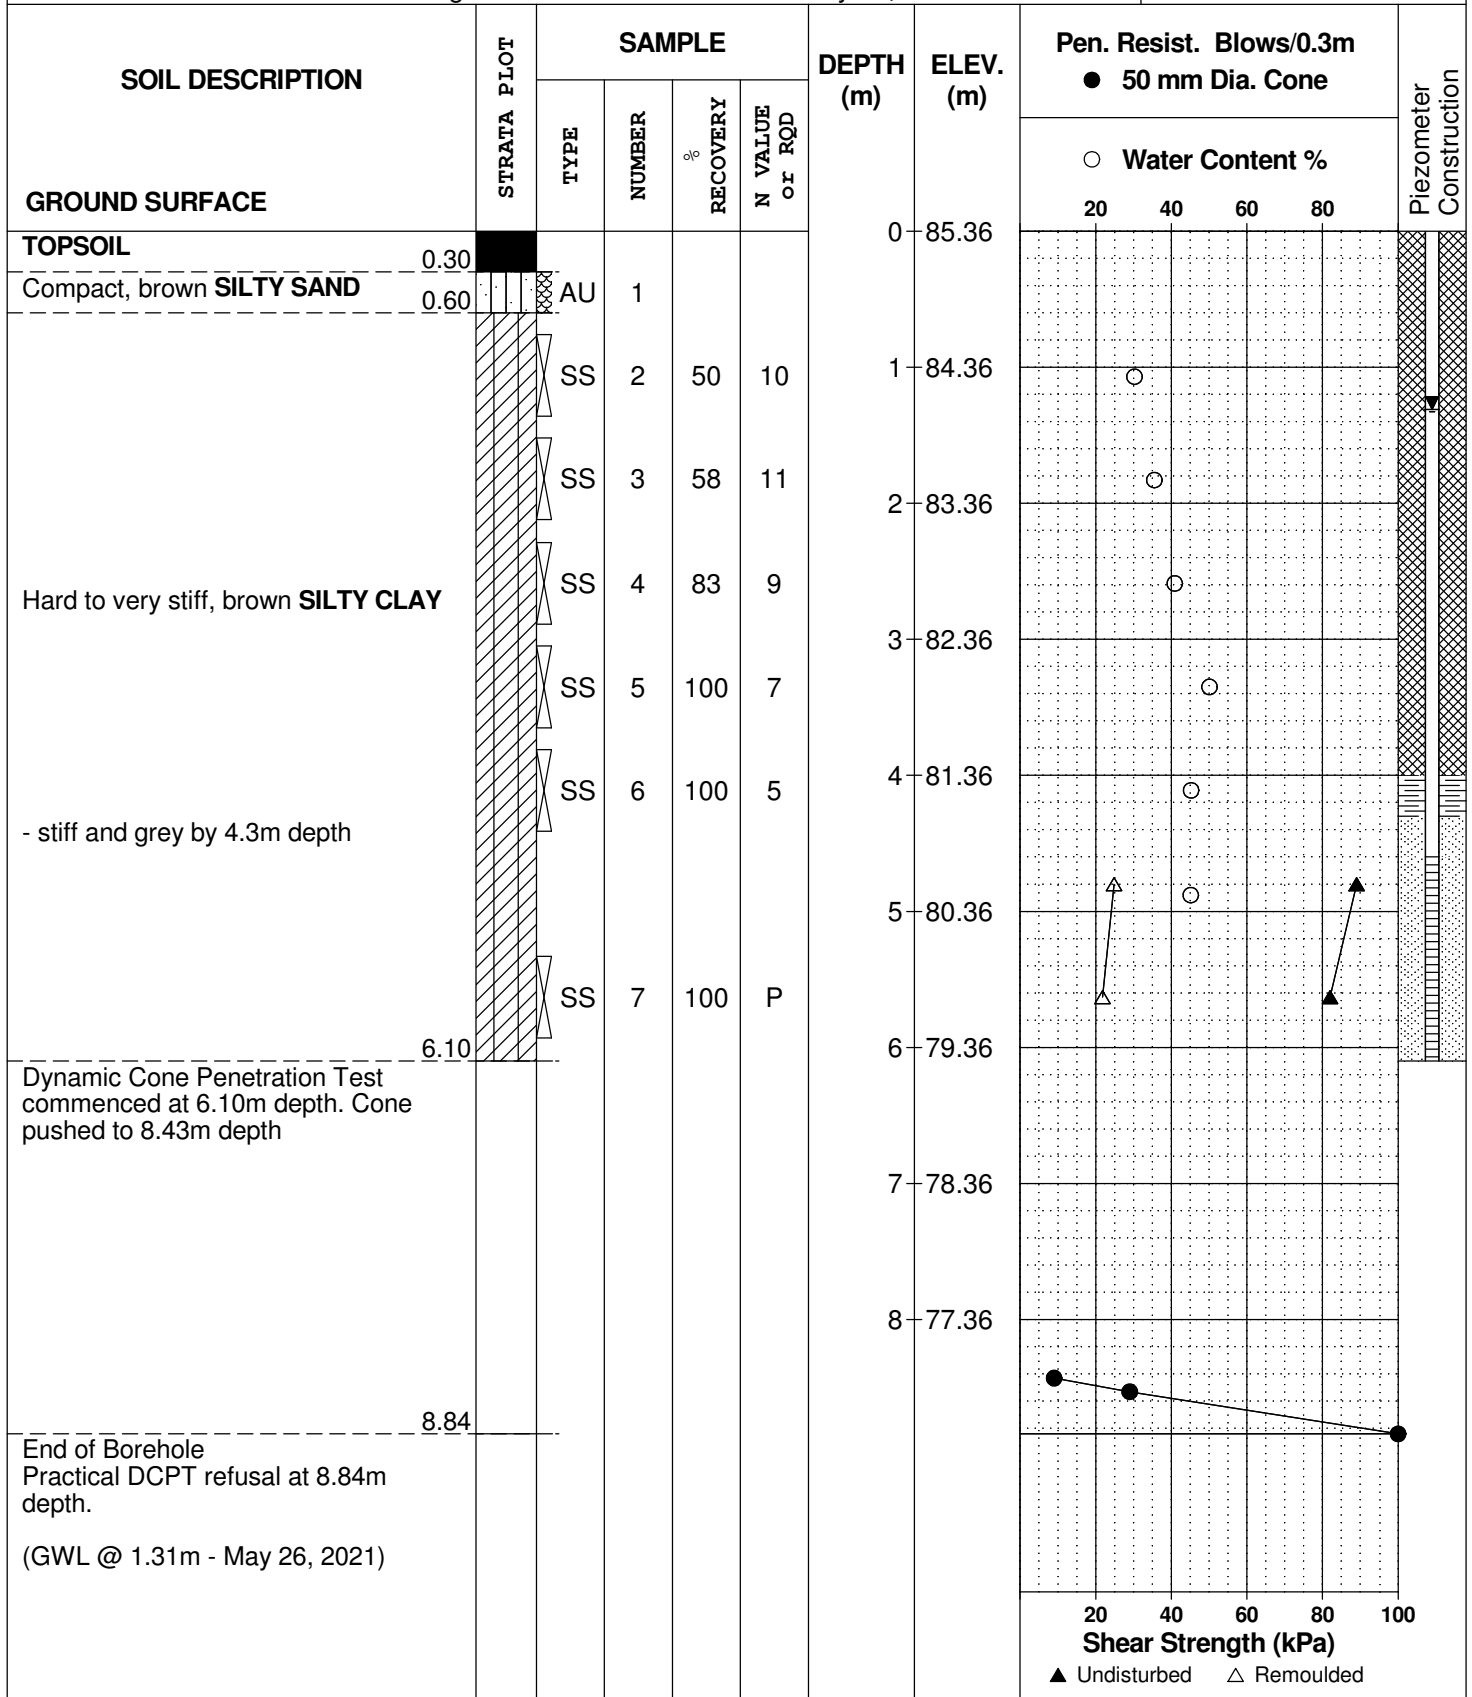 SOIL DESCRIPTION
GROUND SURFACE
STRATA PLOT
SAMPLE
TYPE
NUMBER
% RECOVERY
N VALUE or RQD
DEPTH (m)
ELEV. (m)
Pen. Resist. Blows/0.3m
● 50 mm Dia. Cone
○ Water Content %
20 40 60 80
Piezometer Construction
0 85.36
TOPSOIL
0.30
Compact, brown SILTY SAND
0.60
AU 1
SS 2 50 10
1 84.36
SS 3 58 11
2 83.36
SS 4 83 9
Hard to very stiff, brown SILTY CLAY
3 82.36
SS 5 100 7
4 81.36
SS 6 100 5
- stiff and grey by 4.3m depth
5 80.36
SS 7 100 P
6.10
6 79.36
Dynamic Cone Penetration Test
commenced at 6.10m depth. Cone
pushed to 8.43m depth
7 78.36
8 77.36
8.84
End of Borehole
Practical DCPT refusal at 8.84m
depth.
(GWL @ 1.31m - May 26, 2021)
20 40 60 80 100
Shear Strength (kPa)
▲ Undisturbed △ Remoulded